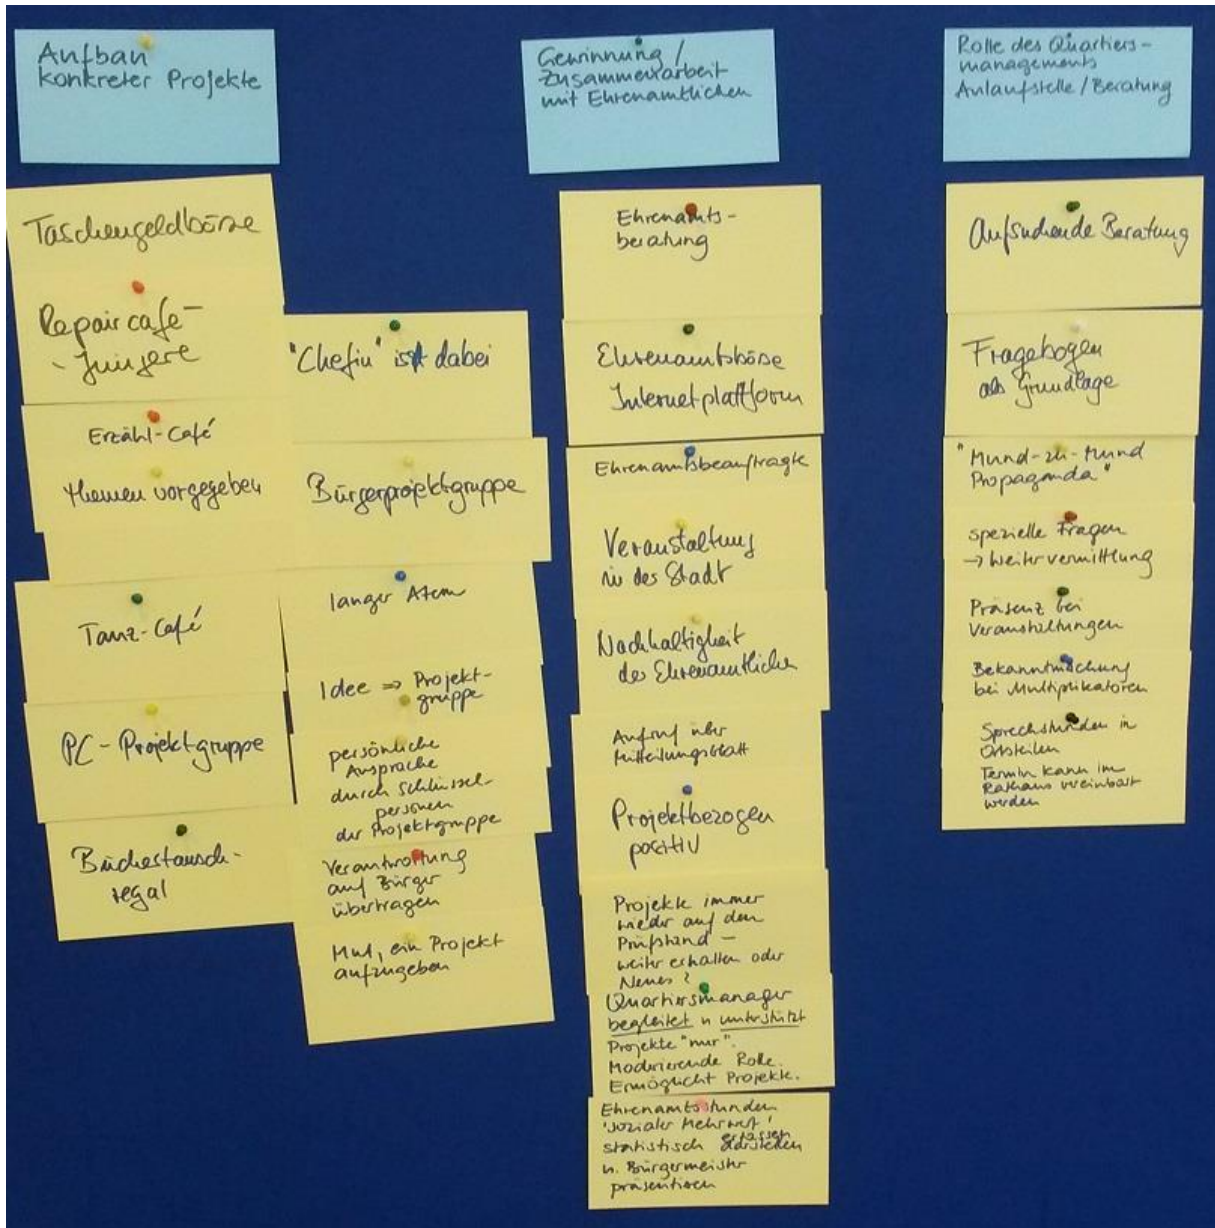 Aufbau
konkreter Projekte
Taschengeldbörse
Repaircafe –
- Jüngere
Erzähl-Café
Themen vorgegeben
Tanz-Café
PC - Projektgruppe
Büchertausch-
regal
"Chefin" ist dabei
Bürgerprojektgruppe
langer Atem
Idee => Projekt-
gruppe
persönliche
Ansprache
durch Schlüssel-
personen
der Projektgruppe
Verantwortung
auf Bürger
übertragen
Mut, ein Projekt
aufzugeben
Gewinnung /
Zusammenarbeit
mit Ehrenamtlichen
Ehrenamts-
beratung
Ehrenamtsbörse
Internetplattform
Ehrenamtsbeauftragte
Veranstaltung
in der Stadt
Nachhaltigkeit
des Ehrenamtliche
Aufruf über
Mitteilungsblatt
Projektbezogen
positiv
Projekte immer
wieder auf dem
Prüfstand –
weiter erhalten oder
Neues?
Quartiersmanager
begleitet u unterstützt
Projekte "nur".
Moderierende Rolle.
Ermöglicht Projekte.
Ehrenamtsstunden
'sozialer Mehrwert'
statistisch erfassen
u. Bürgermeister
präsentieren
Rolle des Quartiers-
managements
Anlaufstelle / Beratung
Aufsuchende Beratung
Fragebogen
als Grundlage
"Mund-zu-Mund
Propaganda"
spezielle Fragen
-> Weitervermittlung
Präsenz bei
Veranstaltungen
Bekanntmachung
bei Multiplikatoren
Sprechstunden in
Ortsteilen
Termin kann im
Rathaus vereinbart
werden